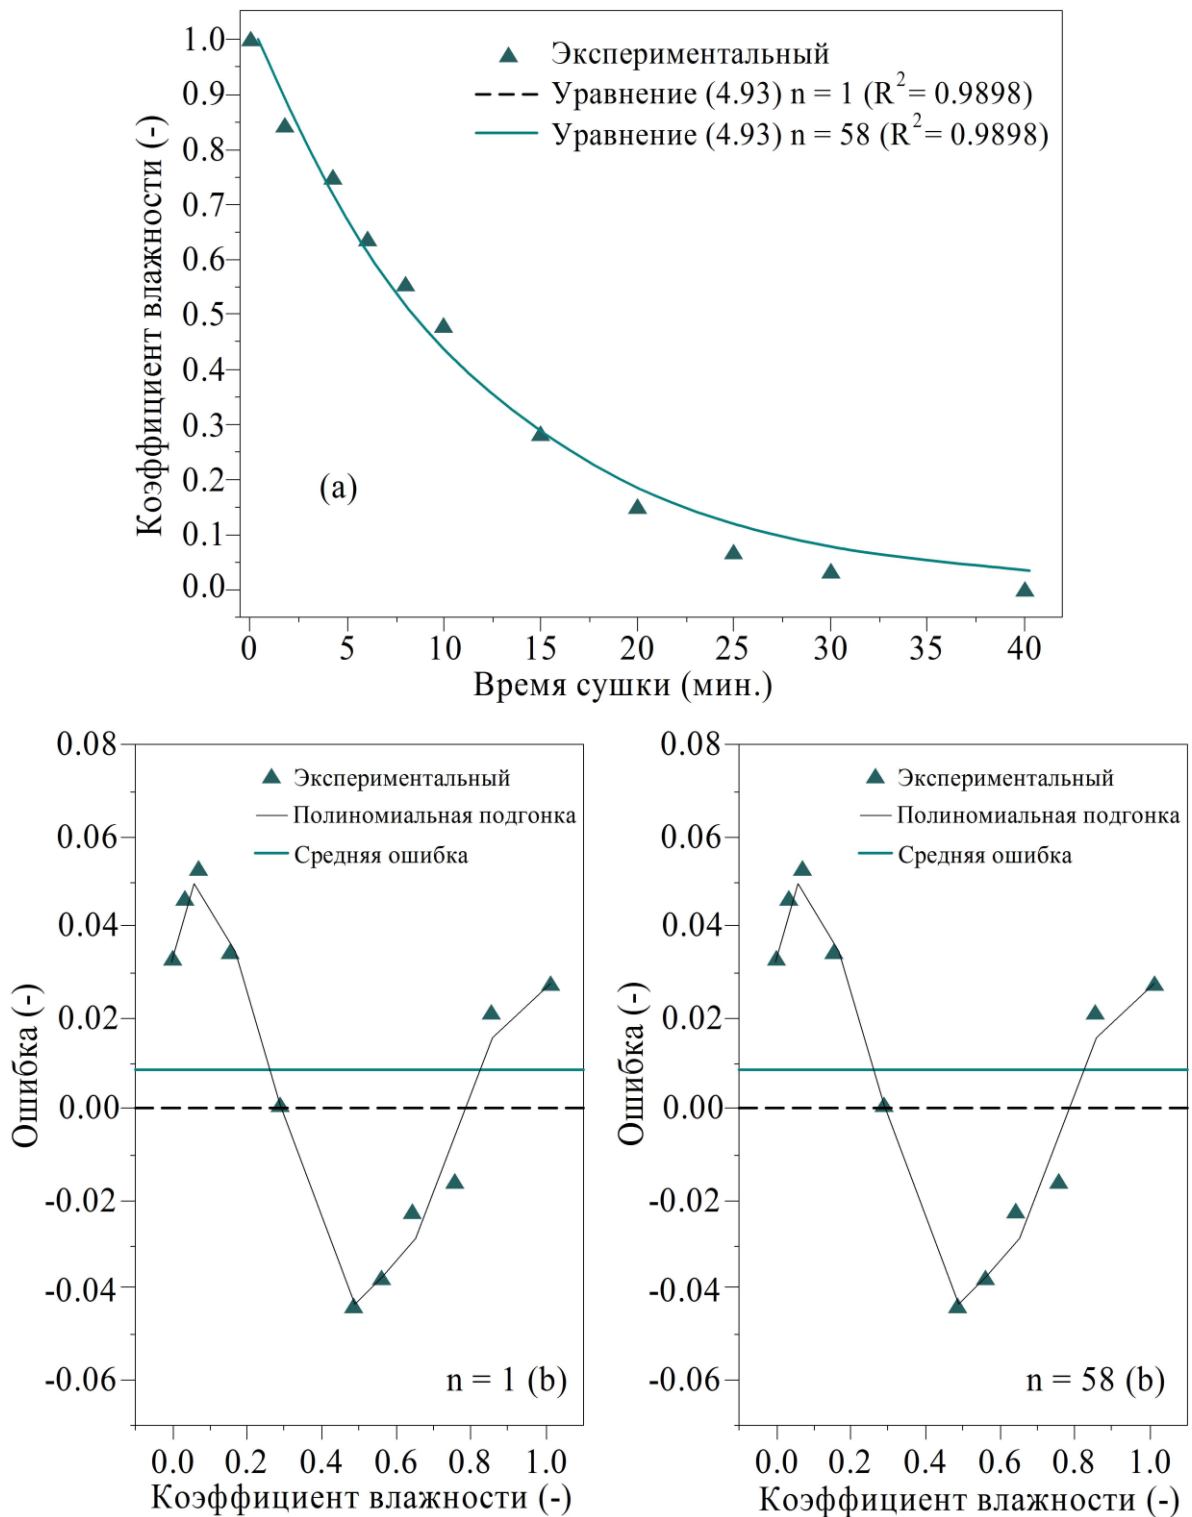 Коэффициент влажности (-)
1.0
0.9
0.8
0.7
0.6
0.5
0.4
0.3
0.2
0.1
0.0
Экспериментальный
Уравнение (4.93) n = 1 (R²= 0.9898)
Уравнение (4.93) n = 58 (R²= 0.9898)
(a)
0 5 10 15 20 25 30 35 40
Время сушки (мин.)
Ошибка (-)
0.08
0.06
0.04
0.02
0.00
-0.02
-0.04
-0.06
Экспериментальный
Полиномиальная подгонка
Средняя ошибка
n = 1 (b)
0.0 0.2 0.4 0.6 0.8 1.0
Коэффициент влажности (-)
Ошибка (-)
0.08
0.06
0.04
0.02
0.00
-0.02
-0.04
-0.06
Экспериментальный
Полиномиальная подгонка
Средняя ошибка
n = 58 (b)
0.0 0.2 0.4 0.6 0.8 1.0
Коэффициент влажности (-)